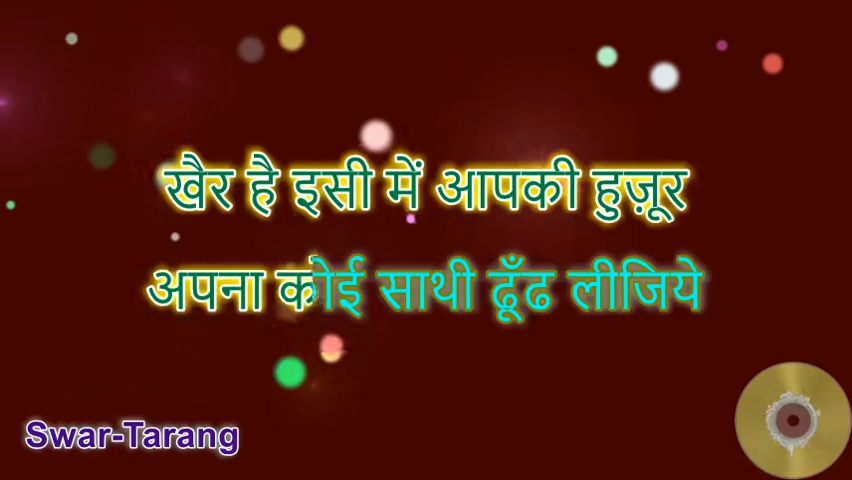 खैर है इसी में आपकी हुज़ूर
अपना कोई साथी ढूँढ लीजिये
Swar-Tarang